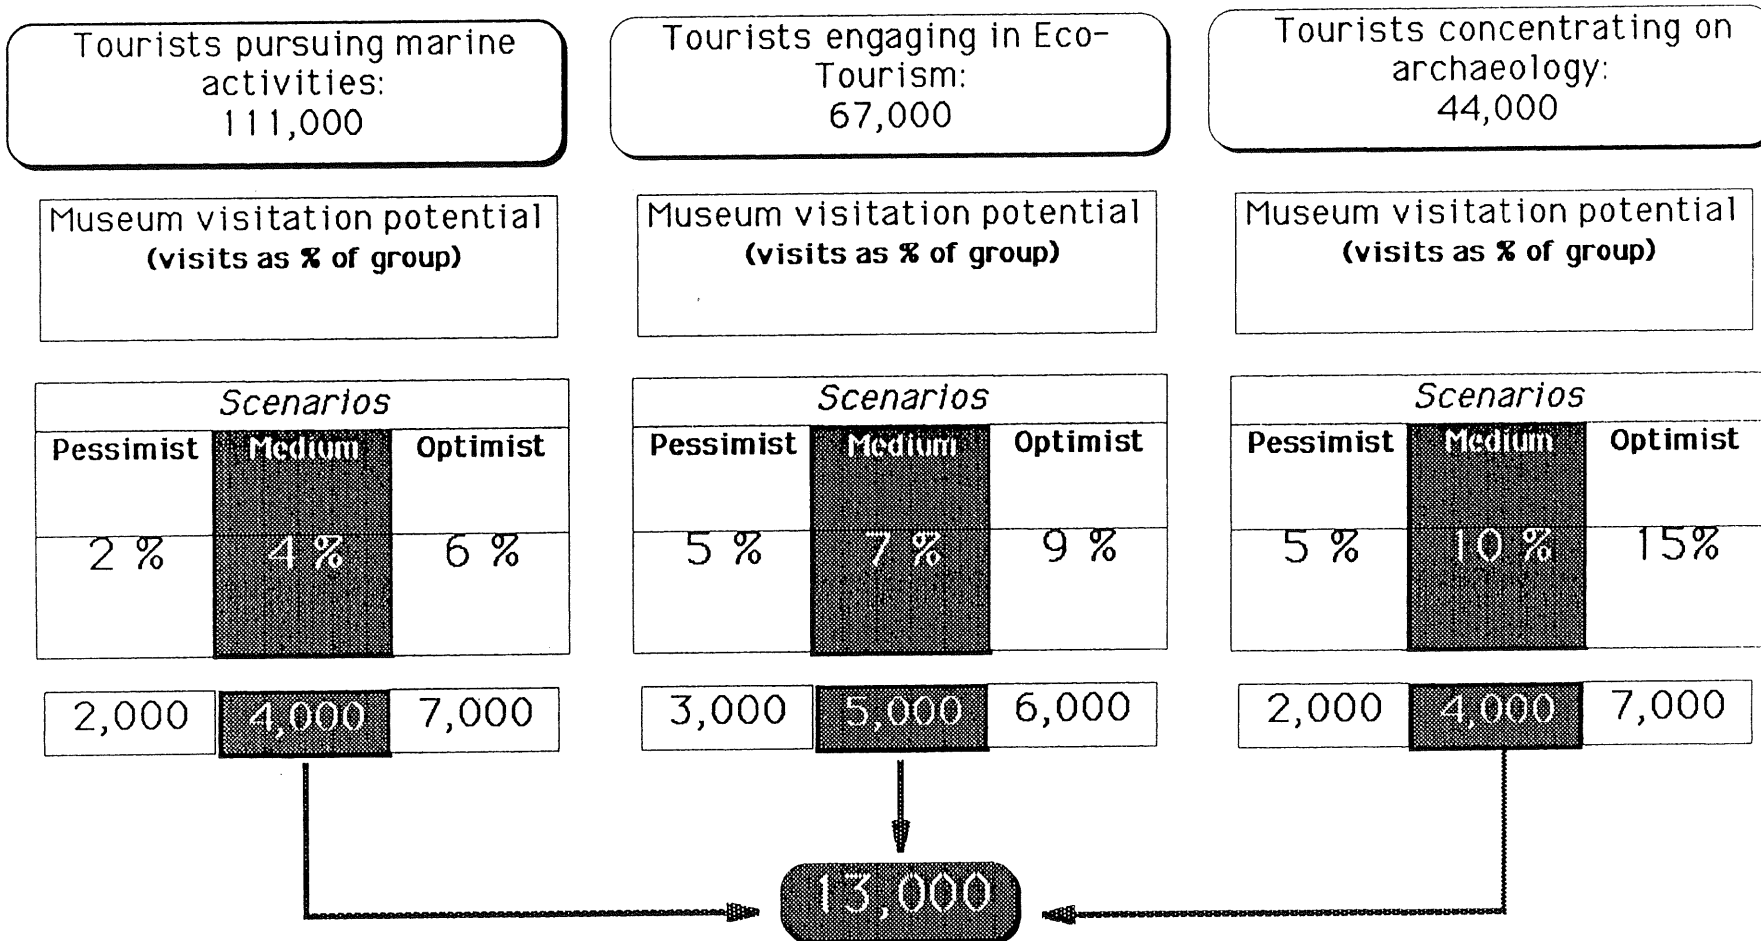 Tourists pursuing marine
activities:
111,000
Tourists engaging in Eco-
Tourism:
67,000
Tourists concentrating on
archaeology:
44,000
Museum visitation potential
(visits as % of group)
Museum visitation potential
(visits as % of group)
Museum visitation potential
(visits as % of group)
Scenarios
Pessimist Medium Optimist
2 % 4 % 6 %
2,000 4,000 7,000
Scenarios
Pessimist Medium Optimist
5 % 7 % 9 %
3,000 5,000 6,000
Scenarios
Pessimist Medium Optimist
5 % 10 % 15%
2,000 4,000 7,000
13,000